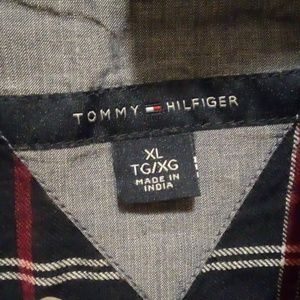 TOMMY HILFIGER
XL
TG/XG
MADE IN
INDIA